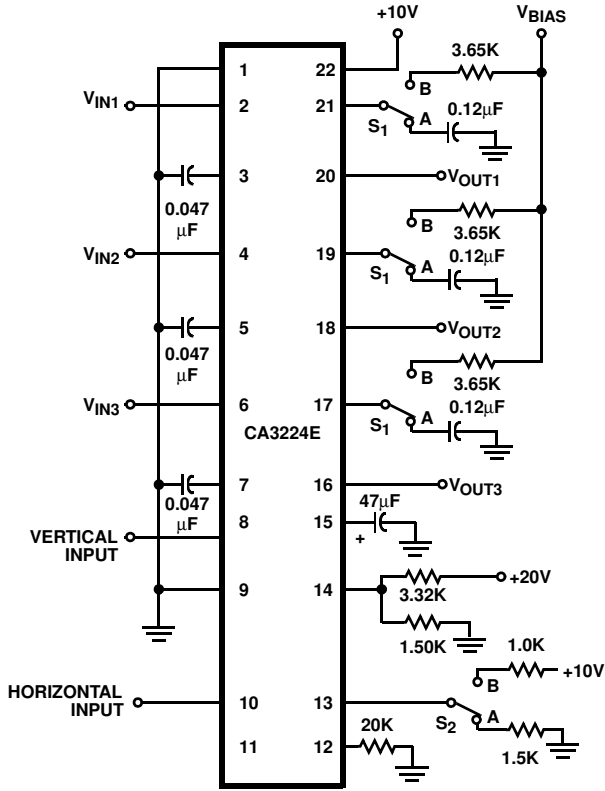 +10V
VBIAS
3.65K
1
22
B
VIN1
2
21
0.12μF
S1
A
3
20
VOUT1
0.047
μF
B
3.65K
VIN2
4
19
0.12μF
S1
A
5
18
VOUT2
0.047
μF
B
3.65K
VIN3
6
17
0.12μF
S1
A
CA3224E
7
16
VOUT3
0.047
μF
47μF
8
15
+
VERTICAL
INPUT
9
14
3.32K
+20V
1.50K
1.0K
+10V
B
HORIZONTAL
INPUT
10
13
S2
A
1.5K
20K
11
12